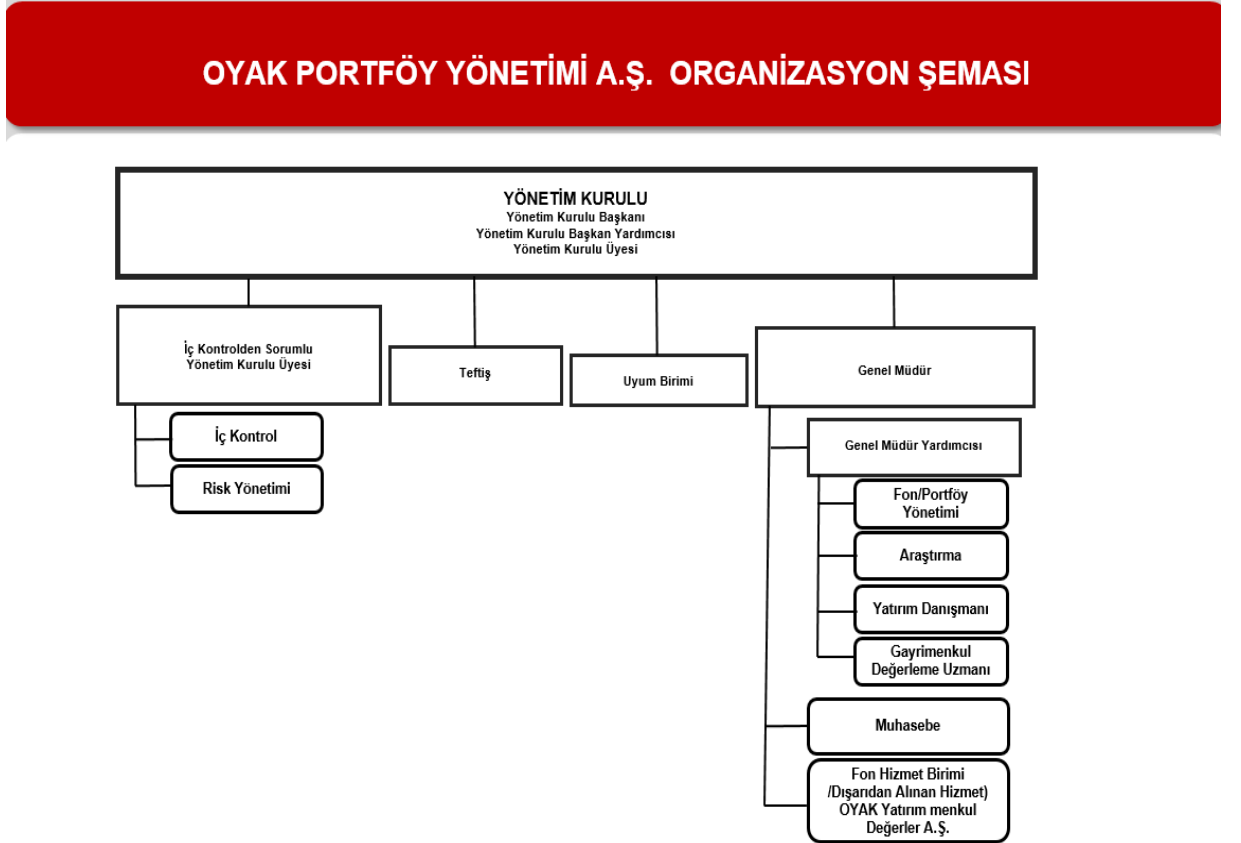 OYAK PORTFÖY YÖNETİMİ A.Ş. ORGANİZASYON ŞEMASI
YÖNETİM KURULU
Yönetim Kurulu Başkanı
Yönetim Kurulu Başkan Yardımcısı
Yönetim Kurulu Üyesi
İç Kontrolden Sorumlu
Yönetim Kurulu Üyesi
Teftiş
Uyum Birimi
Genel Müdür
İç Kontrol
Risk Yönetimi
Genel Müdür Yardımcısı
Fon/Portföy
Yönetimi
Araştırma
Yatırım Danışmanı
Gayrimenkul
Değerleme Uzmanı
Muhasebe
Fon Hizmet Birimi
/Dışarıdan Alınan Hizmet)
OYAK Yatırım menkul
Değerler A.Ş.